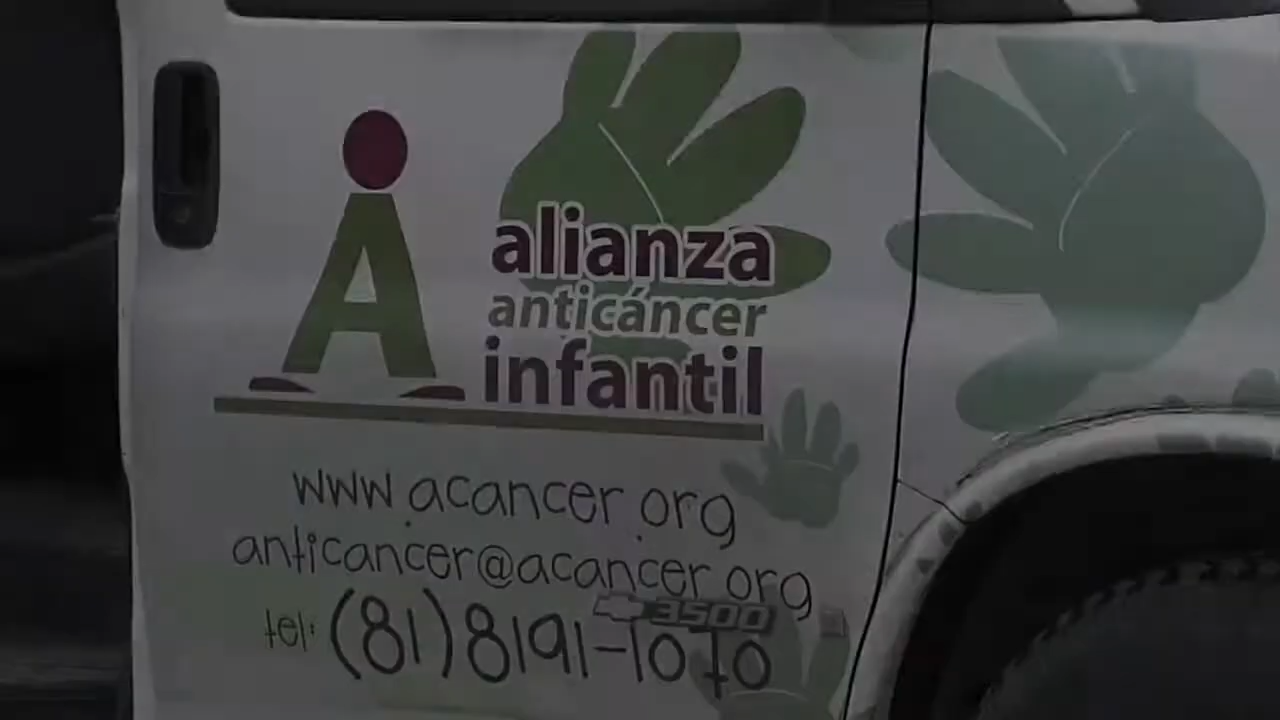 alianza
anticáncer
infantil
www.acancer.org
anticancer@acancer.org
3500
tel: (81)8191-1070